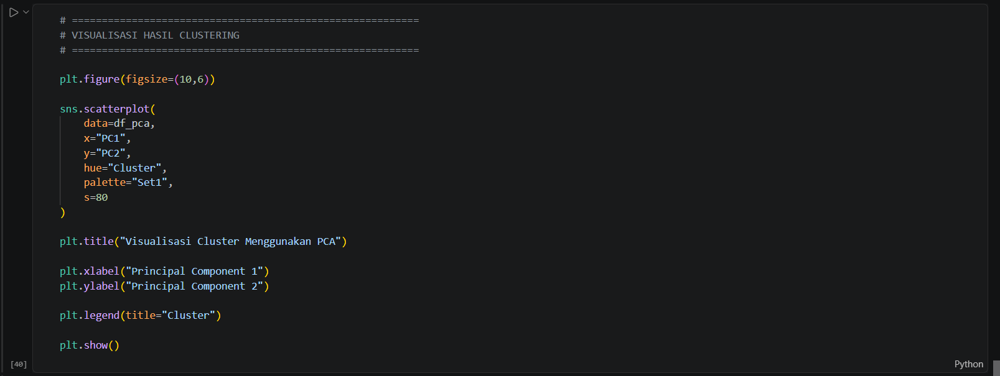 # ==========================================================
# VISUALISASI HASIL CLUSTERING
# ==========================================================
plt.figure(figsize=(10,6))
sns.scatterplot(
    data=df_pca,
    x="PC1",
    y="PC2",
    hue="Cluster",
    palette="Set1",
    s=80
)
plt.title("Visualisasi Cluster Menggunakan PCA")
plt.xlabel("Principal Component 1")
plt.ylabel("Principal Component 2")
plt.legend(title="Cluster")
plt.show()
[40]
Python